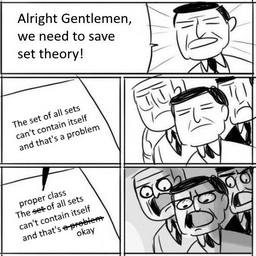 Alright Gentlemen,
we need to save
set theory!
The set of all sets
can't contain itself
and that's a problem
proper class
The set of all sets
can't contain itself
and that's a problem
okay